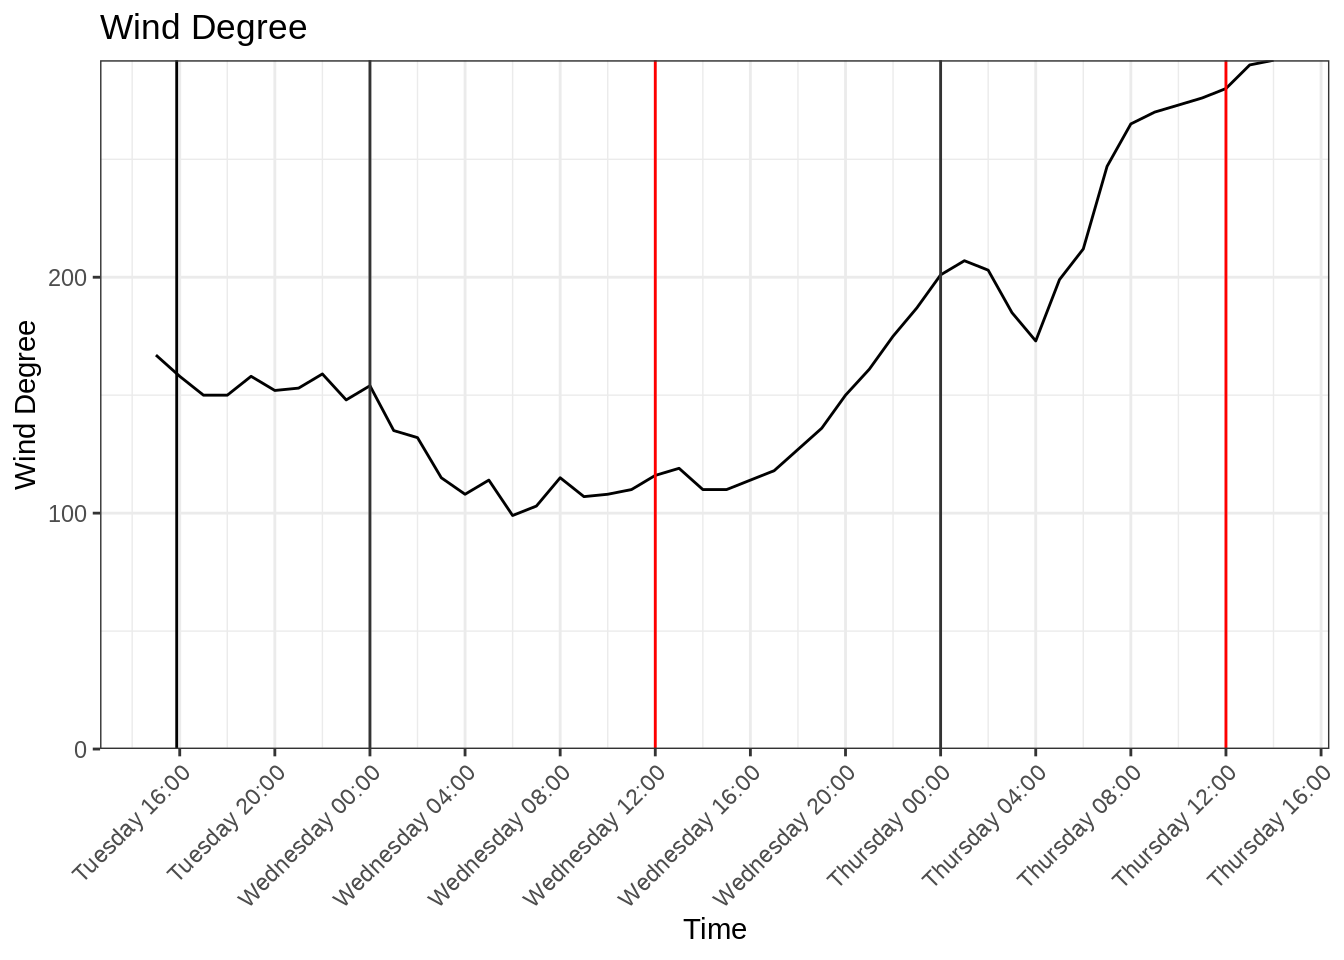 Wind Degree
Wind Degree
200
100
0
Tuesday 16:00
Tuesday 20:00
Wednesday 00:00
Wednesday 04:00
Wednesday 08:00
Wednesday 12:00
Wednesday 16:00
Wednesday 20:00
Thursday 00:00
Thursday 04:00
Thursday 08:00
Thursday 12:00
Thursday 16:00
Time